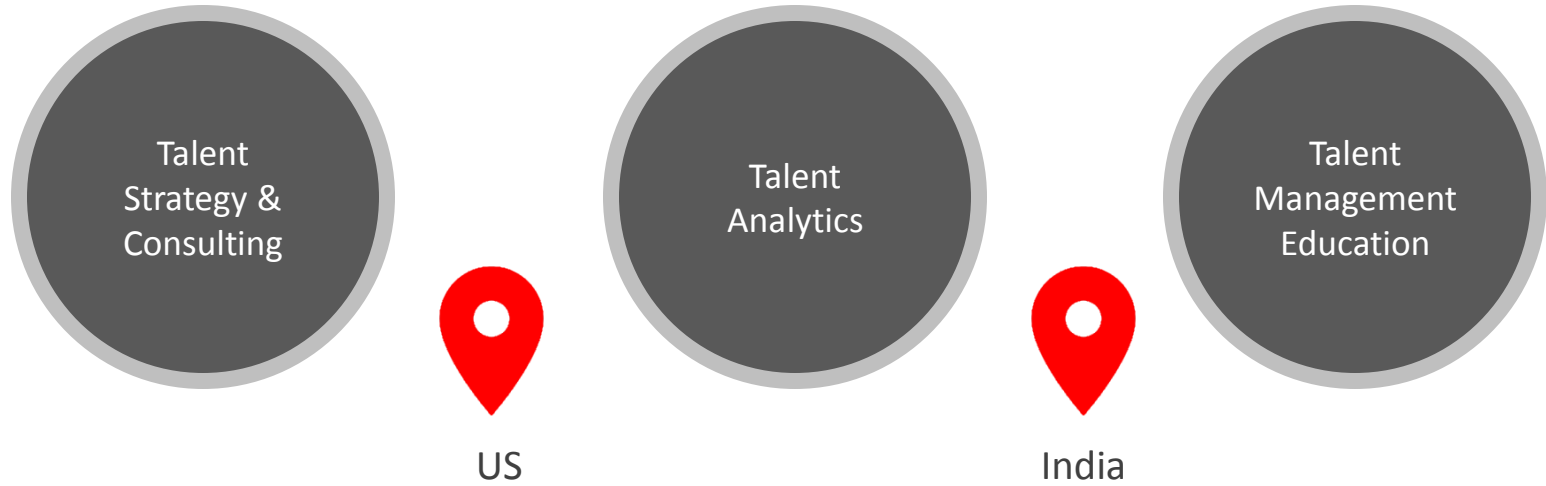 Talent
Strategy &
Consulting
Talent
Analytics
Talent
Management
Education
US
India